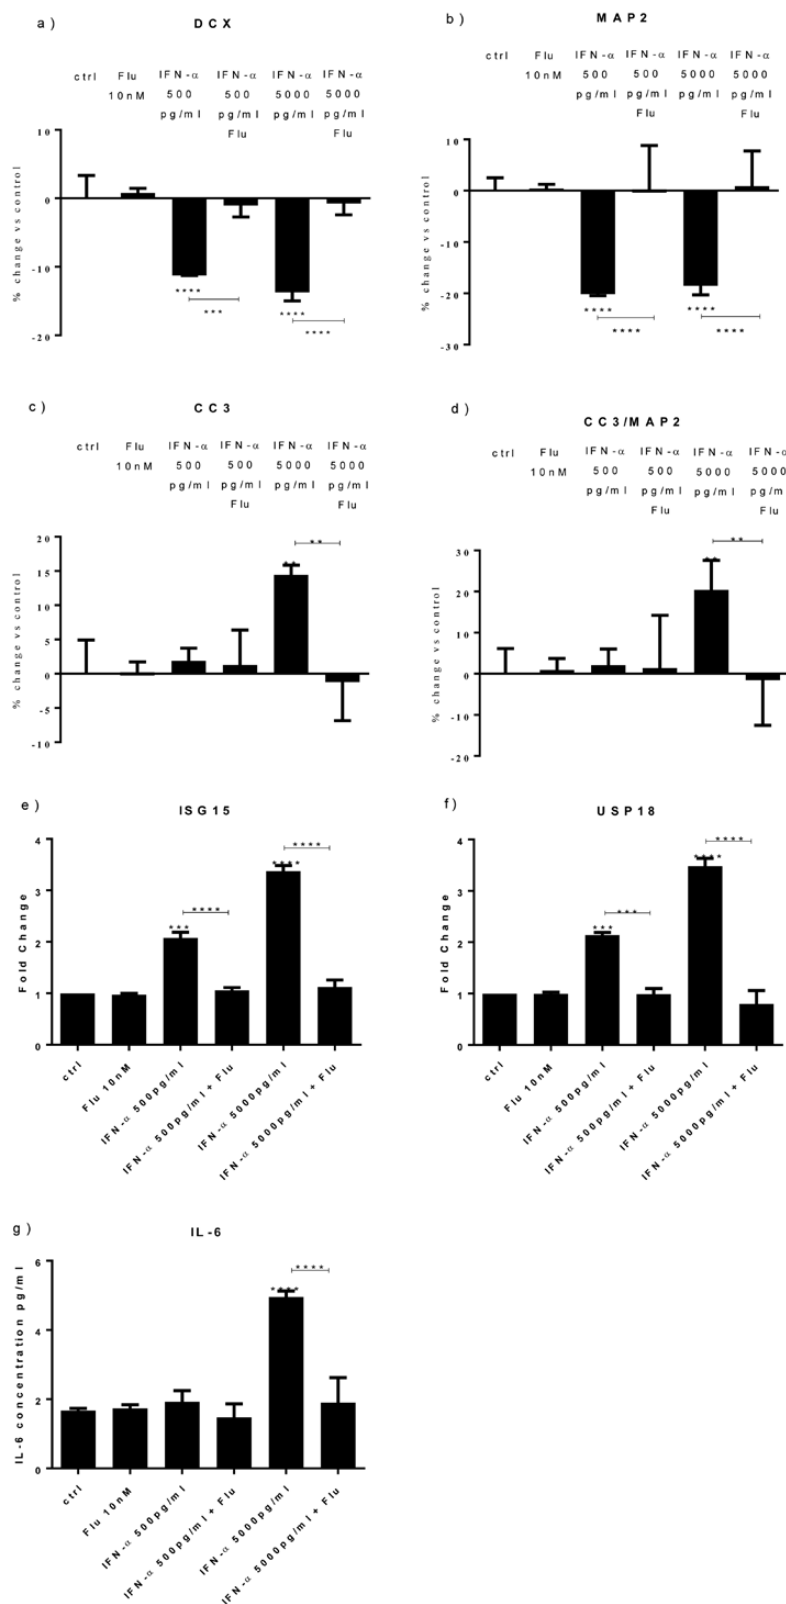 a)
DCX
ctrl
Flu
10nM
IFN-α
500
pg/ml
IFN-α
500
pg/ml
Flu
IFN-α
5000
pg/ml
IFN-α
5000
pg/ml
Flu
% change vs control
10
0
-10
-20
****
***
****
****
b)
MAP2
ctrl
Flu
10nM
IFN-α
500
pg/ml
IFN-α
500
pg/ml
Flu
IFN-α
5000
pg/ml
IFN-α
5000
pg/ml
Flu
% change vs control
10
0
-10
-20
-30
****
****
****
****
c)
CC3
ctrl
Flu
10nM
IFN-α
500
pg/ml
IFN-α
500
pg/ml
Flu
IFN-α
5000
pg/ml
IFN-α
5000
pg/ml
Flu
% change vs control
20
15
10
5
0
-5
-10
**
**
d)
CC3/MAP2
ctrl
Flu
10nM
IFN-α
500
pg/ml
IFN-α
500
pg/ml
Flu
IFN-α
5000
pg/ml
IFN-α
5000
pg/ml
Flu
% change vs control
30
20
10
0
-10
-20
**
**
e)
ISG15
Fold Change
4
3
2
1
0
***
****
****
****
ctrl
Flu 10nM
IFN-α 500pg/ml
IFN-α 500pg/ml + Flu
IFN-α 5000pg/ml
IFN-α 5000pg/ml + Flu
f)
USP18
Fold Change
4
3
2
1
0
***
***
****
****
ctrl
Flu 10nM
IFN-α 500pg/ml
IFN-α 500pg/ml + Flu
IFN-α 5000pg/ml
IFN-α 5000pg/ml + Flu
g)
IL-6
IL-6 concentration pg/ml
6
4
2
0
****
****
ctrl
Flu 10nM
IFN-α 500pg/ml
IFN-α 500pg/ml + Flu
IFN-α 5000pg/ml
IFN-α 5000pg/ml + Flu